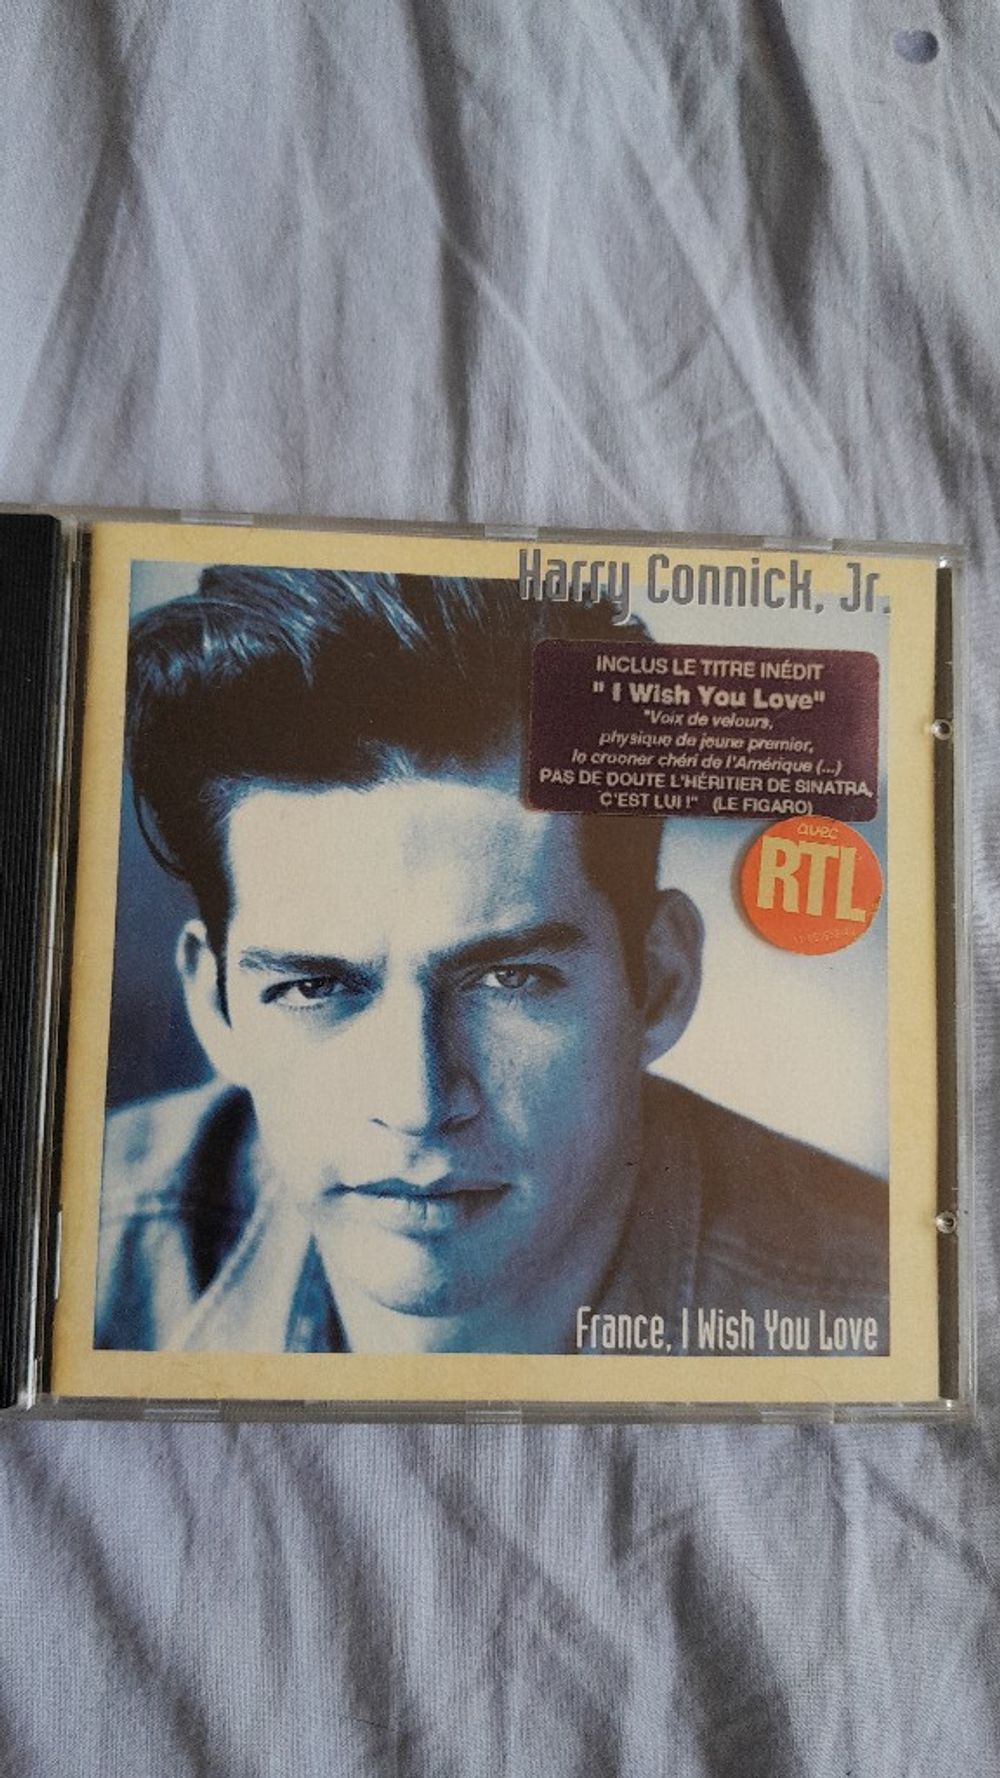 Harry Connick, Jr.
INCLUS LE TITRE INÉDIT
" I Wish You Love"
"Voix de velours,
physique de jeune premier,
le crooner chéri de l'Amérique (...)
PAS DE DOUTE L'HÉRITIER DE SINATRA,
C'EST LUI !" (LE FIGARO)
avec
RTL
France, I Wish You Love